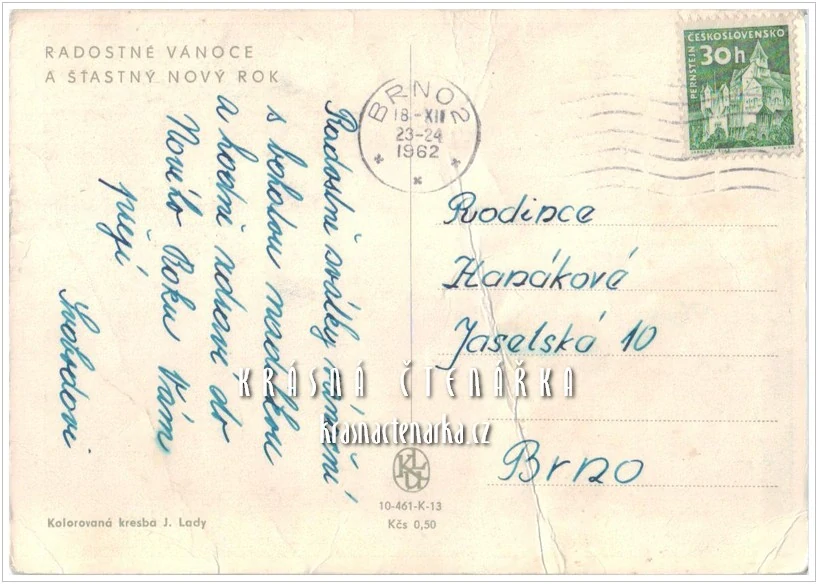 RADOSTNÉ VÁNOCE
A ŠŤASTNÝ NOVÝ ROK
Radostní svátky vánoční
s bohatou nadílkou
a hodně zdraví do
Nového Roku Vám
přejí
Svobodovi
Kolorovaná kresba J. Lady
BRNO 2
18-XII
23-24
1962
ČESKOSLOVENSKO
30h
PERNŠTEJN
Rodince
Hanákové
Jaselská 10
Brno
KRÁSNÁ ČTENÁŘKA
krasnactenarka.cz
10-461-K-13
Kčs 0,50